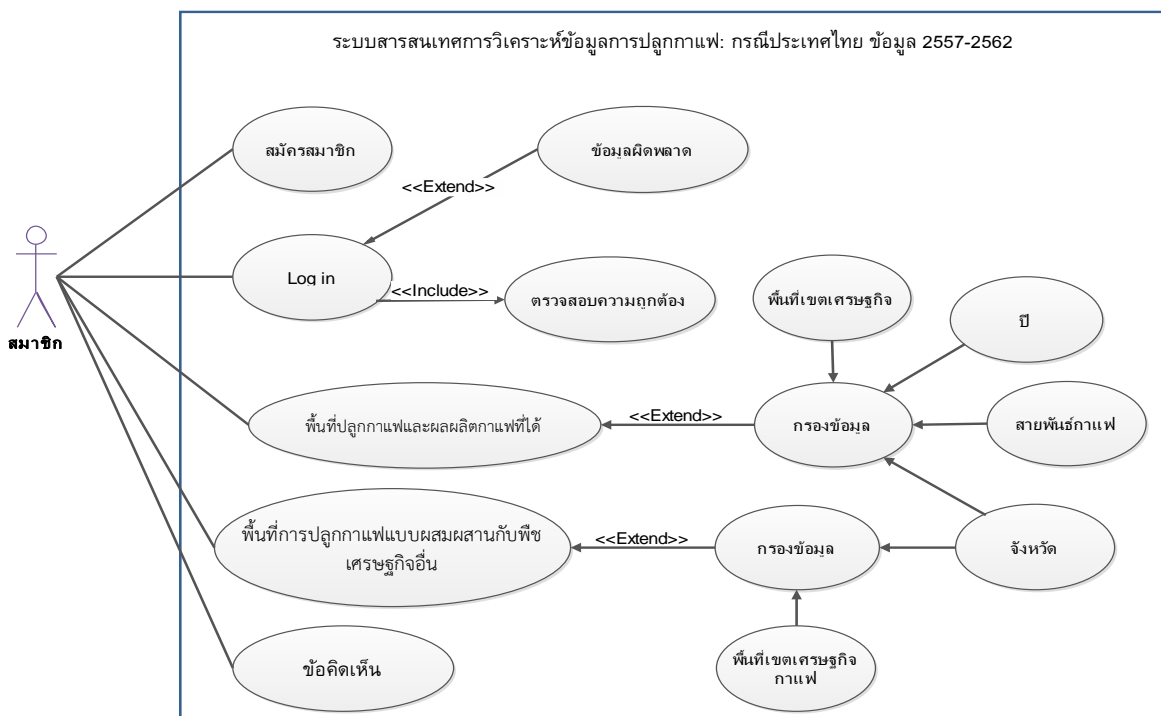 ระบบสารสนเทศการวิเคราะห์ข้อมูลการปลูกกาแฟ: กรณีประเทศไทย ข้อมูล 2557-2562
สมัครสมาชิก
ข้อมูลผิดพลาด
<<Extend>>
Log in
<<Include>>
ตรวจสอบความถูกต้อง
พื้นที่เขตเศรษฐกิจ
ปี
สมาชิก
พื้นที่ปลูกกาแฟและผลผลิตกาแฟที่ได้
<<Extend>>
กรองข้อมูล
สายพันธ์กาแฟ
พื้นที่การปลูกกาแฟแบบผสมผสานกับพืช
เศรษฐกิจอื่น
<<Extend>>
กรองข้อมูล
จังหวัด
ข้อคิดเห็น
พื้นที่เขตเศรษฐกิจ
กาแฟ